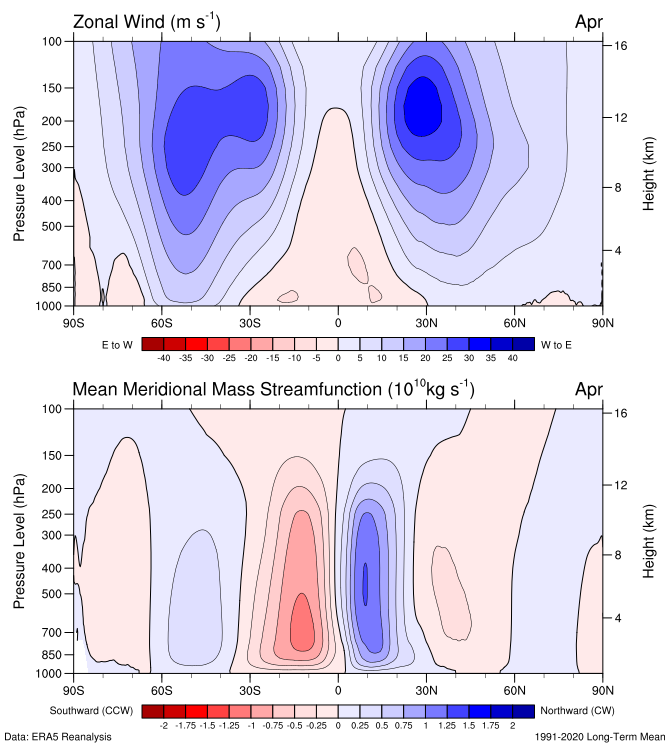 Zonal Wind (m s⁻¹) Apr
100
150
200
250
300
400
500
700
850
1000
Pressure Level (hPa)
16
12
8
4
Height (km)
90S 60S 30S 0 30N 60N 90N
E to W W to E
-40 -35 -30 -25 -20 -15 -10 -5 0 5 10 15 20 25 30 35 40
Mean Meridional Mass Streamfunction (10¹⁰kg s⁻¹) Apr
100
150
200
250
300
400
500
700
850
1000
Pressure Level (hPa)
16
12
8
4
Height (km)
90S 60S 30S 0 30N 60N 90N
Southward (CCW) Northward (CW)
-2 -1.75 -1.5 -1.25 -1 -0.75 -0.5 -0.25 0 0.25 0.5 0.75 1 1.25 1.5 1.75 2
Data: ERA5 Reanalysis 1991-2020 Long-Term Mean